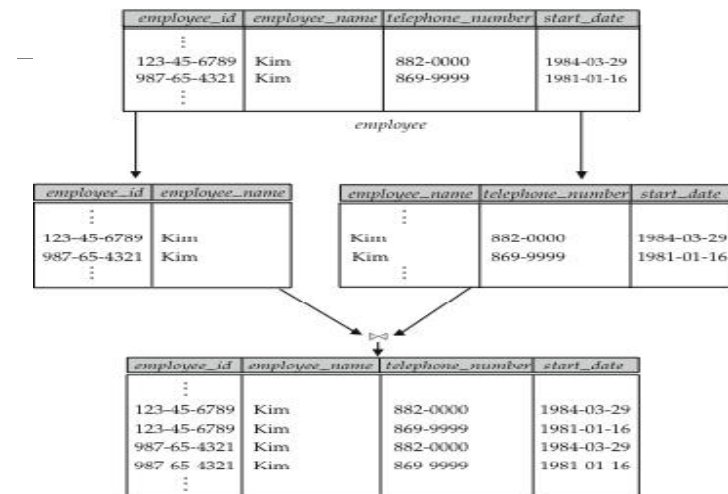 employee_id employee_name telephone_number start_date
⋮
123-45-6789 Kim 882-0000 1984-03-29
987-65-4321 Kim 869-9999 1981-01-16
⋮
employee
employee_id employee_name
⋮
123-45-6789 Kim
987-65-4321 Kim
⋮
employee_name telephone_number start_date
⋮
Kim 882-0000 1984-03-29
Kim 869-9999 1981-01-16
⋮
⋈
employee_id employee_name telephone_number start_date
⋮
123-45-6789 Kim 882-0000 1984-03-29
123-45-6789 Kim 869-9999 1981-01-16
987-65-4321 Kim 882-0000 1984-03-29
987-65-4321 Kim 869-9999 1981-01-16
⋮